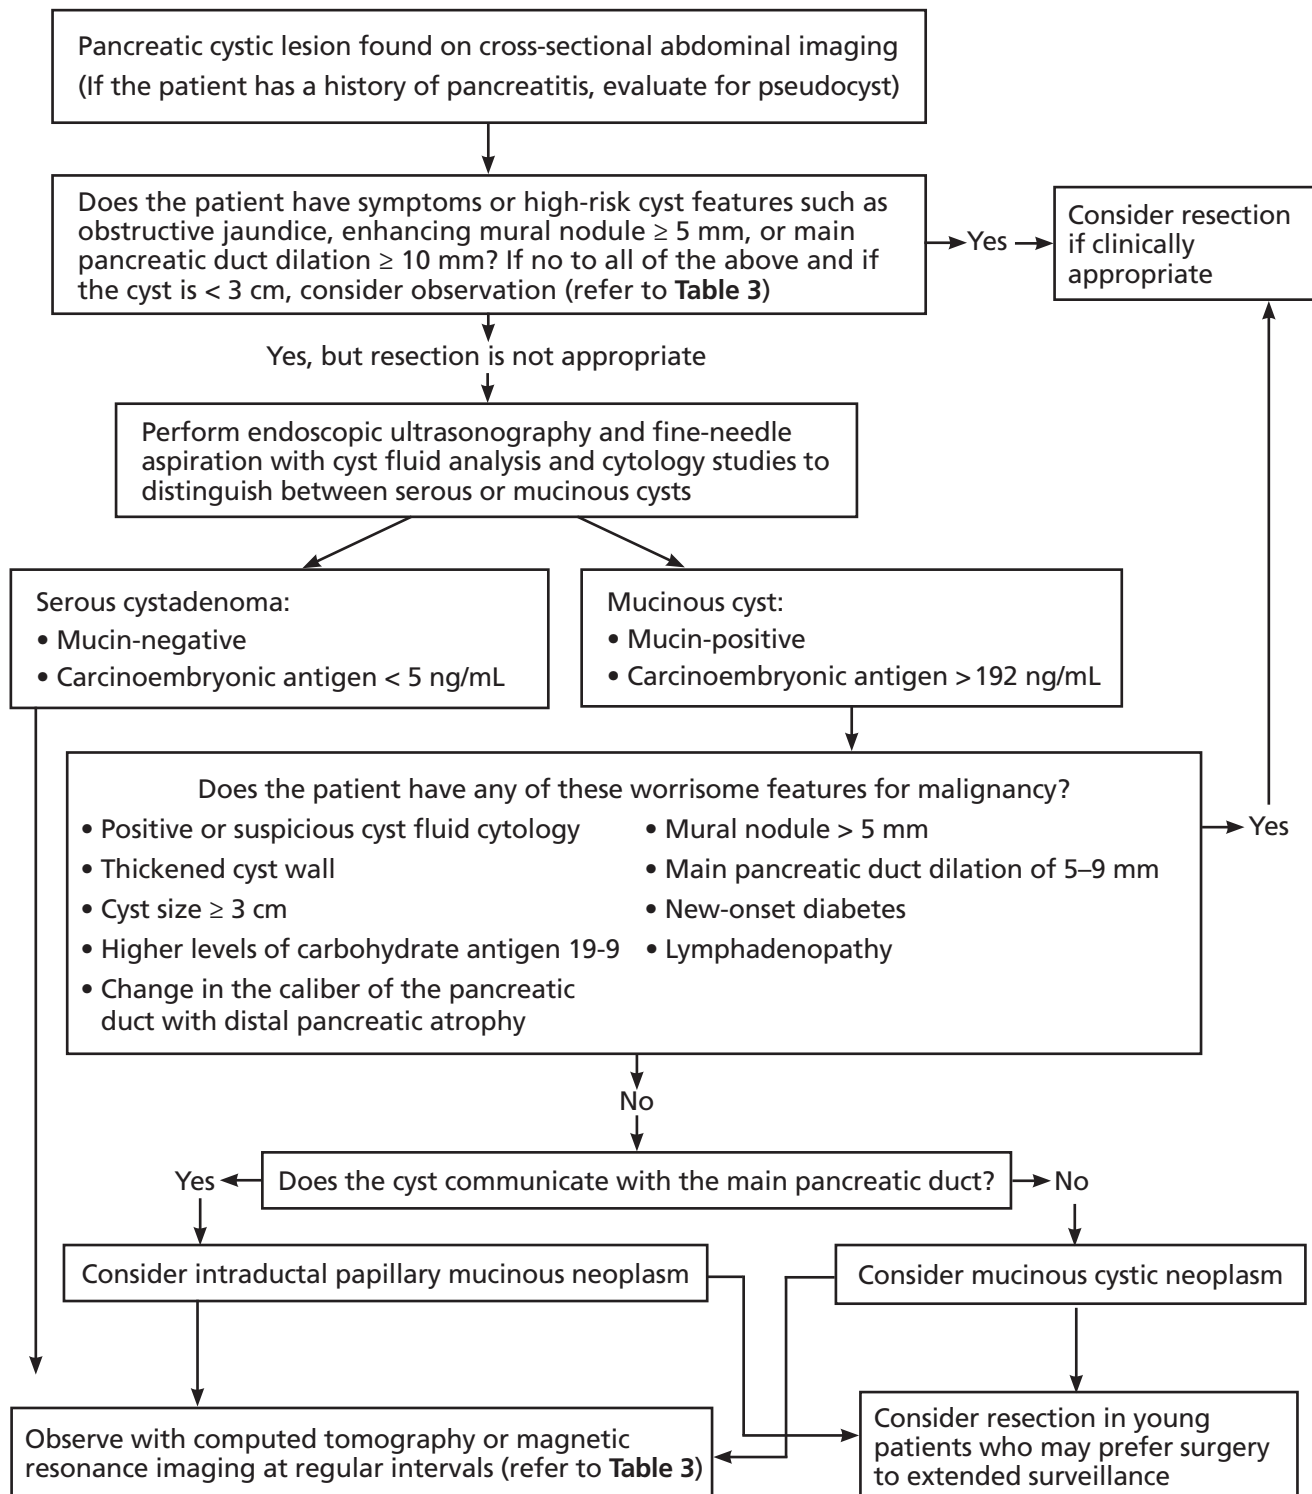 Pancreatic cystic lesion found on cross-sectional abdominal imaging
(If the patient has a history of pancreatitis, evaluate for pseudocyst)
Does the patient have symptoms or high-risk cyst features such as
obstructive jaundice, enhancing mural nodule ≥ 5 mm, or main
pancreatic duct dilation ≥ 10 mm? If no to all of the above and if
the cyst is < 3 cm, consider observation (refer to Table 3)
Yes
Consider resection
if clinically
appropriate
Yes, but resection is not appropriate
Perform endoscopic ultrasonography and fine-needle
aspiration with cyst fluid analysis and cytology studies to
distinguish between serous or mucinous cysts
Serous cystadenoma:
• Mucin-negative
• Carcinoembryonic antigen < 5 ng/mL
Mucinous cyst:
• Mucin-positive
• Carcinoembryonic antigen > 192 ng/mL
Does the patient have any of these worrisome features for malignancy?
• Positive or suspicious cyst fluid cytology
• Thickened cyst wall
• Cyst size ≥ 3 cm
• Higher levels of carbohydrate antigen 19-9
• Change in the caliber of the pancreatic
duct with distal pancreatic atrophy
• Mural nodule > 5 mm
• Main pancreatic duct dilation of 5–9 mm
• New-onset diabetes
• Lymphadenopathy
Yes
No
Yes
Does the cyst communicate with the main pancreatic duct?
No
Consider intraductal papillary mucinous neoplasm
Consider mucinous cystic neoplasm
Observe with computed tomography or magnetic
resonance imaging at regular intervals (refer to Table 3)
Consider resection in young
patients who may prefer surgery
to extended surveillance